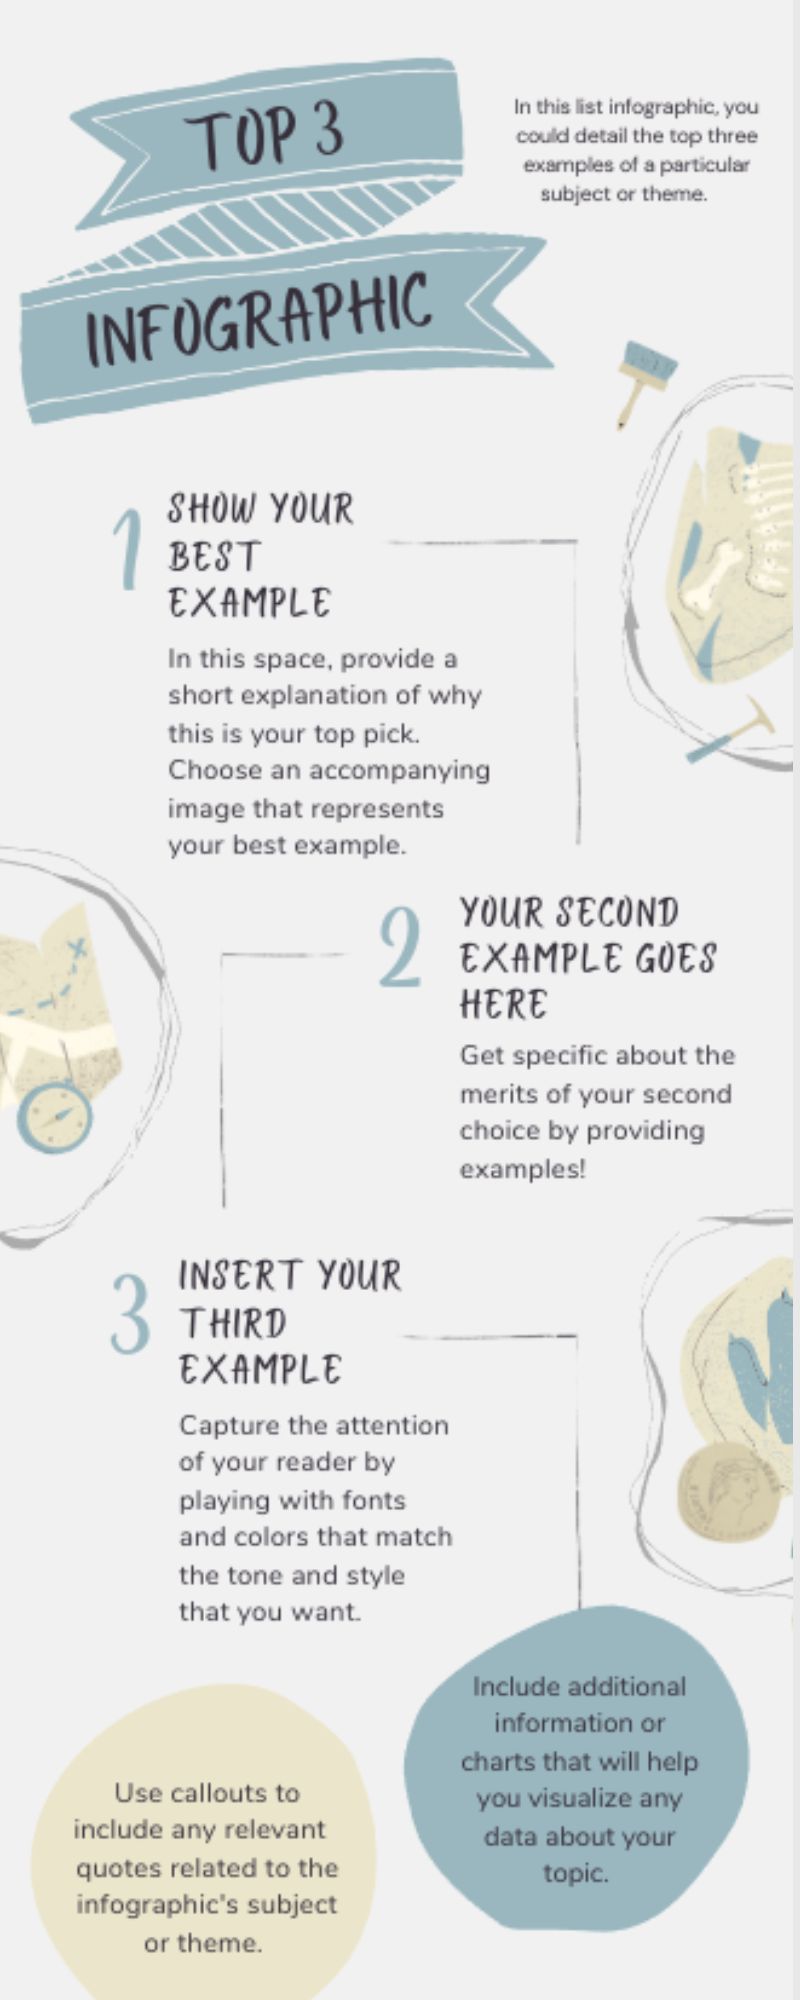 TOP 3
INFOGRAPHIC
In this list infographic, you
could detail the top three
examples of a particular
subject or theme.
1
SHOW YOUR
BEST
EXAMPLE
In this space, provide a
short explanation of why
this is your top pick.
Choose an accompanying
image that represents
your best example.
2
YOUR SECOND
EXAMPLE GOES
HERE
Get specific about the
merits of your second
choice by providing
examples!
3
INSERT YOUR
THIRD
EXAMPLE
Capture the attention
of your reader by
playing with fonts
and colors that match
the tone and style
that you want.
Include additional
information or
charts that will help
you visualize any
data about your
topic.
Use callouts to
include any relevant
quotes related to the
infographic's subject
or theme.